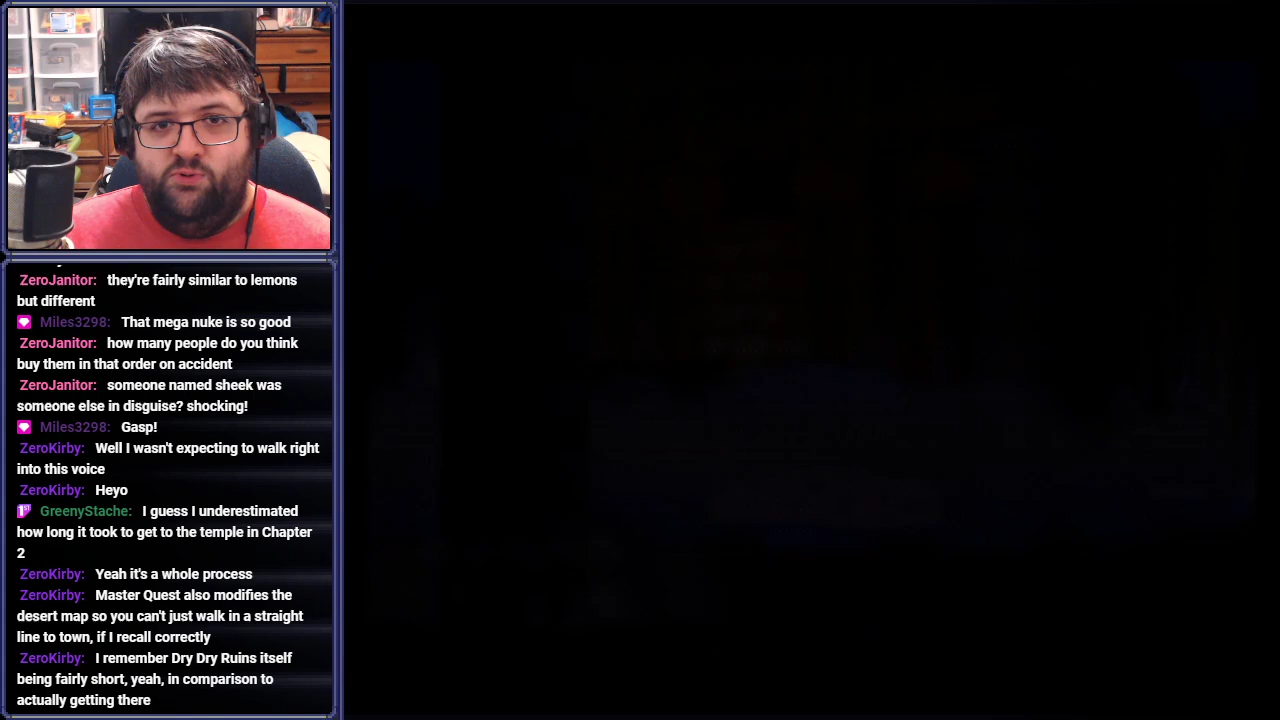 ZeroJanitor: they're fairly similar to lemons
but different
Miles3298: That mega nuke is so good
ZeroJanitor: how many people do you think
buy them in that order on accident
ZeroJanitor: someone named sheek was
someone else in disguise? shocking!
Miles3298: Gasp!
ZeroKirby: Well I wasn't expecting to walk right
into this voice
ZeroKirby: Heyo
1ST GreenyStache: I guess I underestimated
how long it took to get to the temple in Chapter
2
ZeroKirby: Yeah it's a whole process
ZeroKirby: Master Quest also modifies the
desert map so you can't just walk in a straight
line to town, if I recall correctly
ZeroKirby: I remember Dry Dry Ruins itself
being fairly short, yeah, in comparison to
actually getting there